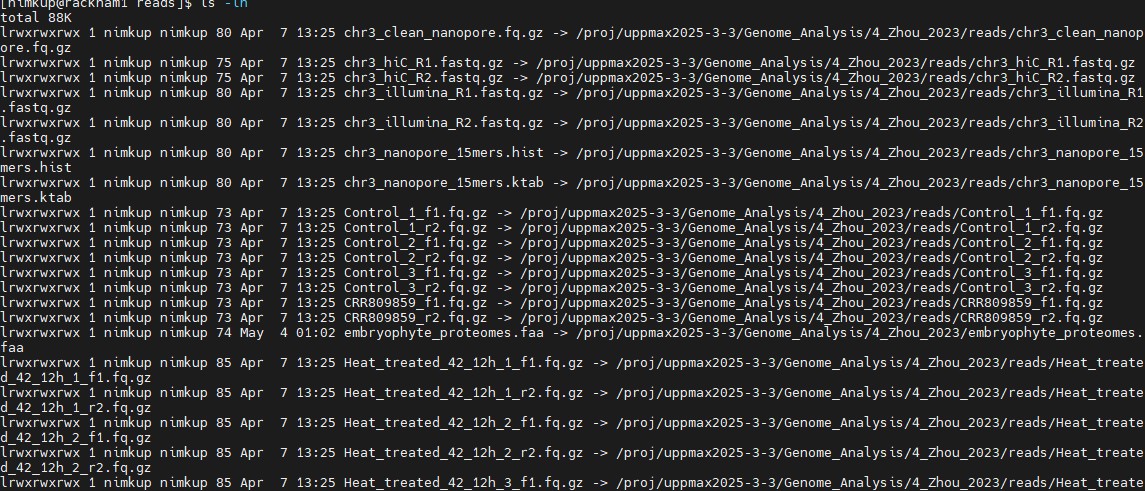 [nimkup@rackham1 reads]$ ls -lh
total 88K
lrwxrwxrwx 1 nimkup nimkup 80 Apr  7 13:25 chr3_clean_nanopore.fq.gz -> /proj/uppmax2025-3-3/Genome_Analysis/4_Zhou_2023/reads/chr3_clean_nanop
ore.fq.gz
lrwxrwxrwx 1 nimkup nimkup 75 Apr  7 13:25 chr3_hiC_R1.fastq.gz -> /proj/uppmax2025-3-3/Genome_Analysis/4_Zhou_2023/reads/chr3_hiC_R1.fastq.gz
lrwxrwxrwx 1 nimkup nimkup 75 Apr  7 13:25 chr3_hiC_R2.fastq.gz -> /proj/uppmax2025-3-3/Genome_Analysis/4_Zhou_2023/reads/chr3_hiC_R2.fastq.gz
lrwxrwxrwx 1 nimkup nimkup 80 Apr  7 13:25 chr3_illumina_R1.fastq.gz -> /proj/uppmax2025-3-3/Genome_Analysis/4_Zhou_2023/reads/chr3_illumina_R1
.fastq.gz
lrwxrwxrwx 1 nimkup nimkup 80 Apr  7 13:25 chr3_illumina_R2.fastq.gz -> /proj/uppmax2025-3-3/Genome_Analysis/4_Zhou_2023/reads/chr3_illumina_R2
.fastq.gz
lrwxrwxrwx 1 nimkup nimkup 80 Apr  7 13:25 chr3_nanopore_15mers.hist -> /proj/uppmax2025-3-3/Genome_Analysis/4_Zhou_2023/reads/chr3_nanopore_15
mers.hist
lrwxrwxrwx 1 nimkup nimkup 80 Apr  7 13:25 chr3_nanopore_15mers.ktab -> /proj/uppmax2025-3-3/Genome_Analysis/4_Zhou_2023/reads/chr3_nanopore_15
mers.ktab
lrwxrwxrwx 1 nimkup nimkup 73 Apr  7 13:25 Control_1_f1.fq.gz -> /proj/uppmax2025-3-3/Genome_Analysis/4_Zhou_2023/reads/Control_1_f1.fq.gz
lrwxrwxrwx 1 nimkup nimkup 73 Apr  7 13:25 Control_1_r2.fq.gz -> /proj/uppmax2025-3-3/Genome_Analysis/4_Zhou_2023/reads/Control_1_r2.fq.gz
lrwxrwxrwx 1 nimkup nimkup 73 Apr  7 13:25 Control_2_f1.fq.gz -> /proj/uppmax2025-3-3/Genome_Analysis/4_Zhou_2023/reads/Control_2_f1.fq.gz
lrwxrwxrwx 1 nimkup nimkup 73 Apr  7 13:25 Control_2_r2.fq.gz -> /proj/uppmax2025-3-3/Genome_Analysis/4_Zhou_2023/reads/Control_2_r2.fq.gz
lrwxrwxrwx 1 nimkup nimkup 73 Apr  7 13:25 Control_3_f1.fq.gz -> /proj/uppmax2025-3-3/Genome_Analysis/4_Zhou_2023/reads/Control_3_f1.fq.gz
lrwxrwxrwx 1 nimkup nimkup 73 Apr  7 13:25 Control_3_r2.fq.gz -> /proj/uppmax2025-3-3/Genome_Analysis/4_Zhou_2023/reads/Control_3_r2.fq.gz
lrwxrwxrwx 1 nimkup nimkup 73 Apr  7 13:25 CRR809859_f1.fq.gz -> /proj/uppmax2025-3-3/Genome_Analysis/4_Zhou_2023/reads/CRR809859_f1.fq.gz
lrwxrwxrwx 1 nimkup nimkup 73 Apr  7 13:25 CRR809859_r2.fq.gz -> /proj/uppmax2025-3-3/Genome_Analysis/4_Zhou_2023/reads/CRR809859_r2.fq.gz
lrwxrwxrwx 1 nimkup nimkup 74 May  4 01:02 embryophyte_proteomes.faa -> /proj/uppmax2025-3-3/Genome_Analysis/4_Zhou_2023/embryophyte_proteomes.
faa
lrwxrwxrwx 1 nimkup nimkup 85 Apr  7 13:25 Heat_treated_42_12h_1_f1.fq.gz -> /proj/uppmax2025-3-3/Genome_Analysis/4_Zhou_2023/reads/Heat_treate
d_42_12h_1_f1.fq.gz
lrwxrwxrwx 1 nimkup nimkup 85 Apr  7 13:25 Heat_treated_42_12h_1_r2.fq.gz -> /proj/uppmax2025-3-3/Genome_Analysis/4_Zhou_2023/reads/Heat_treate
d_42_12h_1_r2.fq.gz
lrwxrwxrwx 1 nimkup nimkup 85 Apr  7 13:25 Heat_treated_42_12h_2_f1.fq.gz -> /proj/uppmax2025-3-3/Genome_Analysis/4_Zhou_2023/reads/Heat_treate
d_42_12h_2_f1.fq.gz
lrwxrwxrwx 1 nimkup nimkup 85 Apr  7 13:25 Heat_treated_42_12h_2_r2.fq.gz -> /proj/uppmax2025-3-3/Genome_Analysis/4_Zhou_2023/reads/Heat_treate
d_42_12h_2_r2.fq.gz
lrwxrwxrwx 1 nimkup nimkup 85 Apr  7 13:25 Heat_treated_42_12h_3_f1.fq.gz -> /proj/uppmax2025-3-3/Genome_Analysis/4_Zhou_2023/reads/Heat_treate